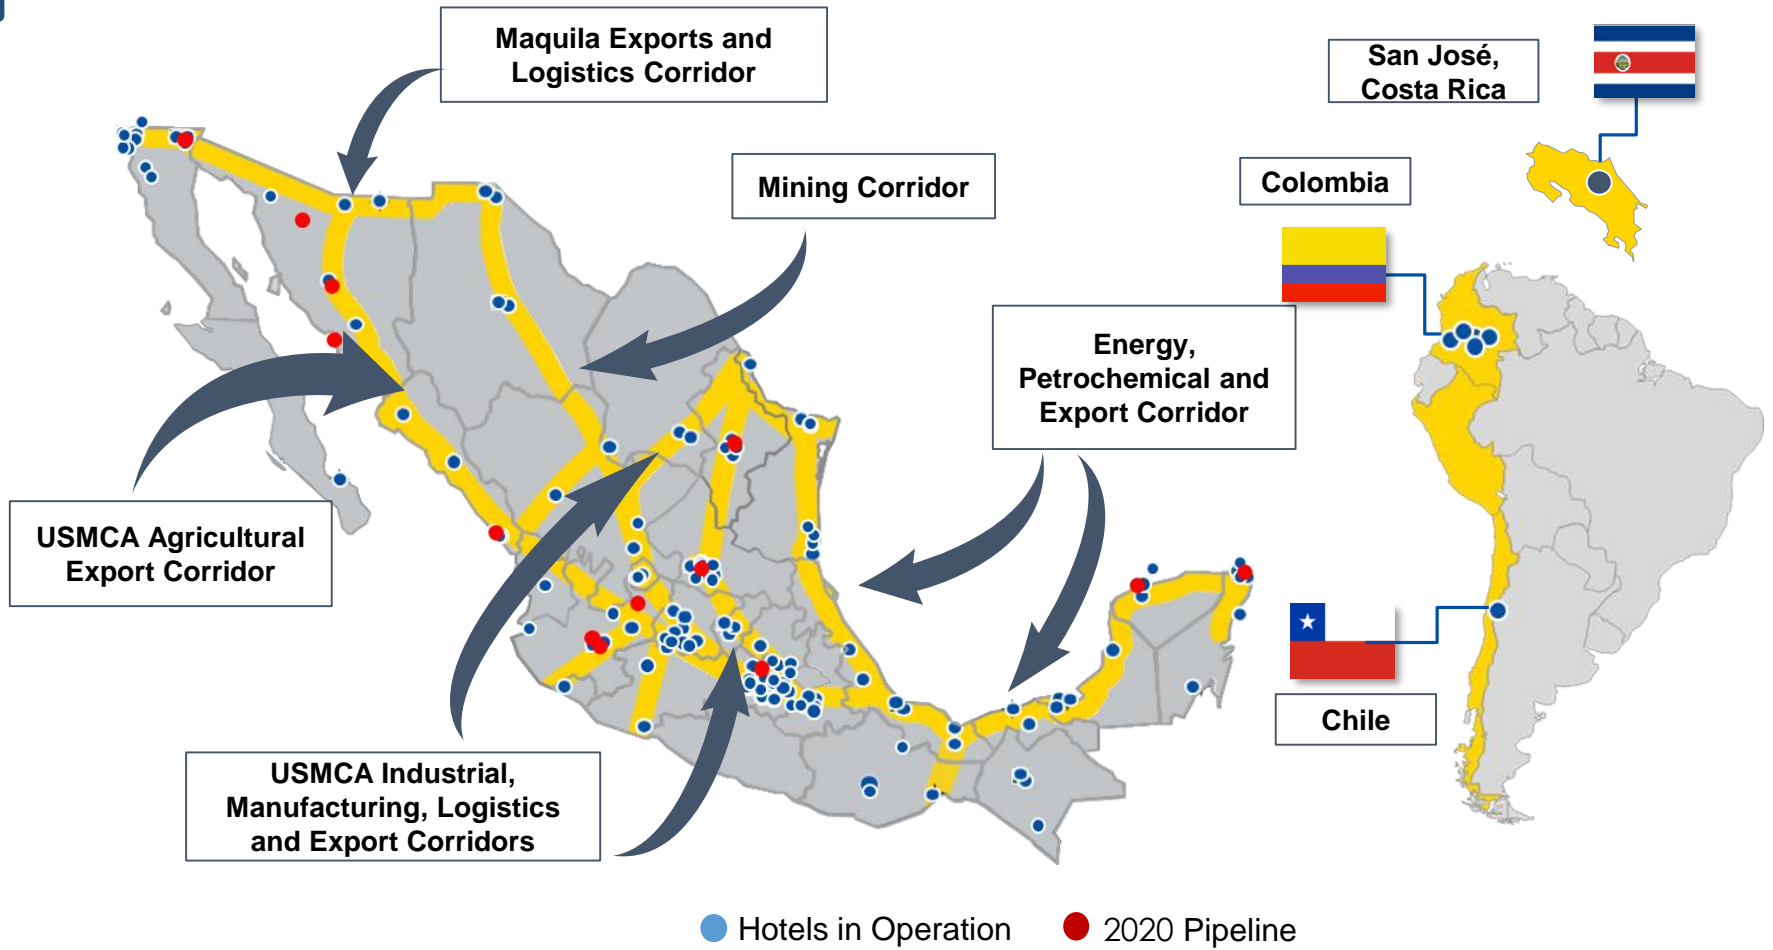 Maquila Exports and
Logistics Corridor
San José,
Costa Rica
Mining Corridor
Colombia
Energy,
Petrochemical and
Export Corridor
USMCA Agricultural
Export Corridor
Chile
USMCA Industrial,
Manufacturing, Logistics
and Export Corridors
Hotels in Operation
2020 Pipeline